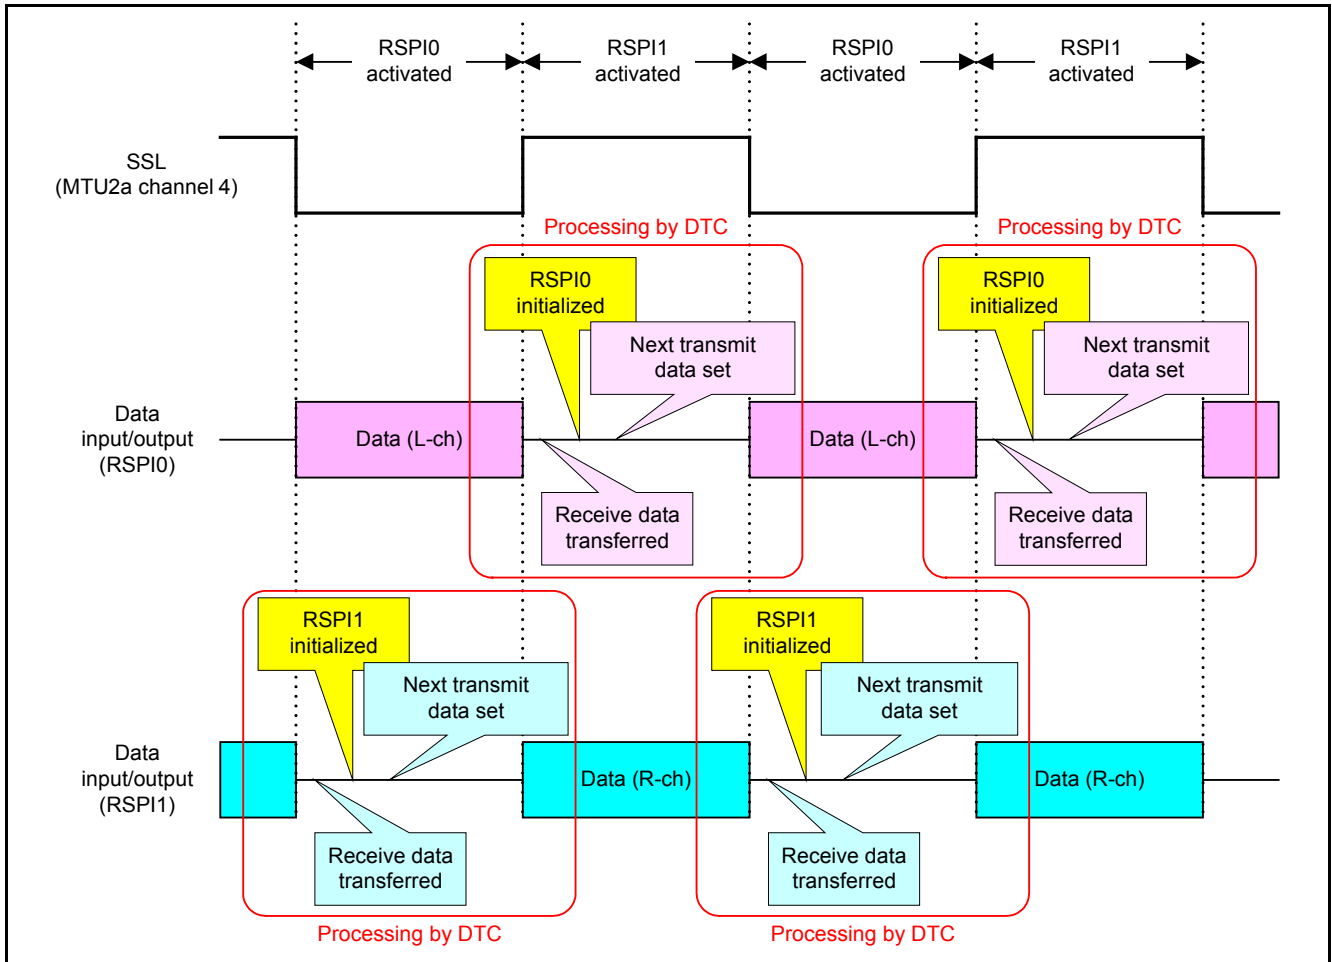 RSPI0
activated
RSPI1
activated
RSPI0
activated
RSPI1
activated
SSL
(MTU2a channel 4)
Processing by DTC
Processing by DTC
RSPI0
initialized
Next transmit
data set
RSPI0
initialized
Next transmit
data set
Data
input/output
(RSPI0)
Data (L-ch)
Data (L-ch)
Receive data
transferred
Receive data
transferred
RSPI1
initialized
Next transmit
data set
RSPI1
initialized
Next transmit
data set
Data
input/output
(RSPI1)
Data (R-ch)
Data (R-ch)
Receive data
transferred
Receive data
transferred
Processing by DTC
Processing by DTC